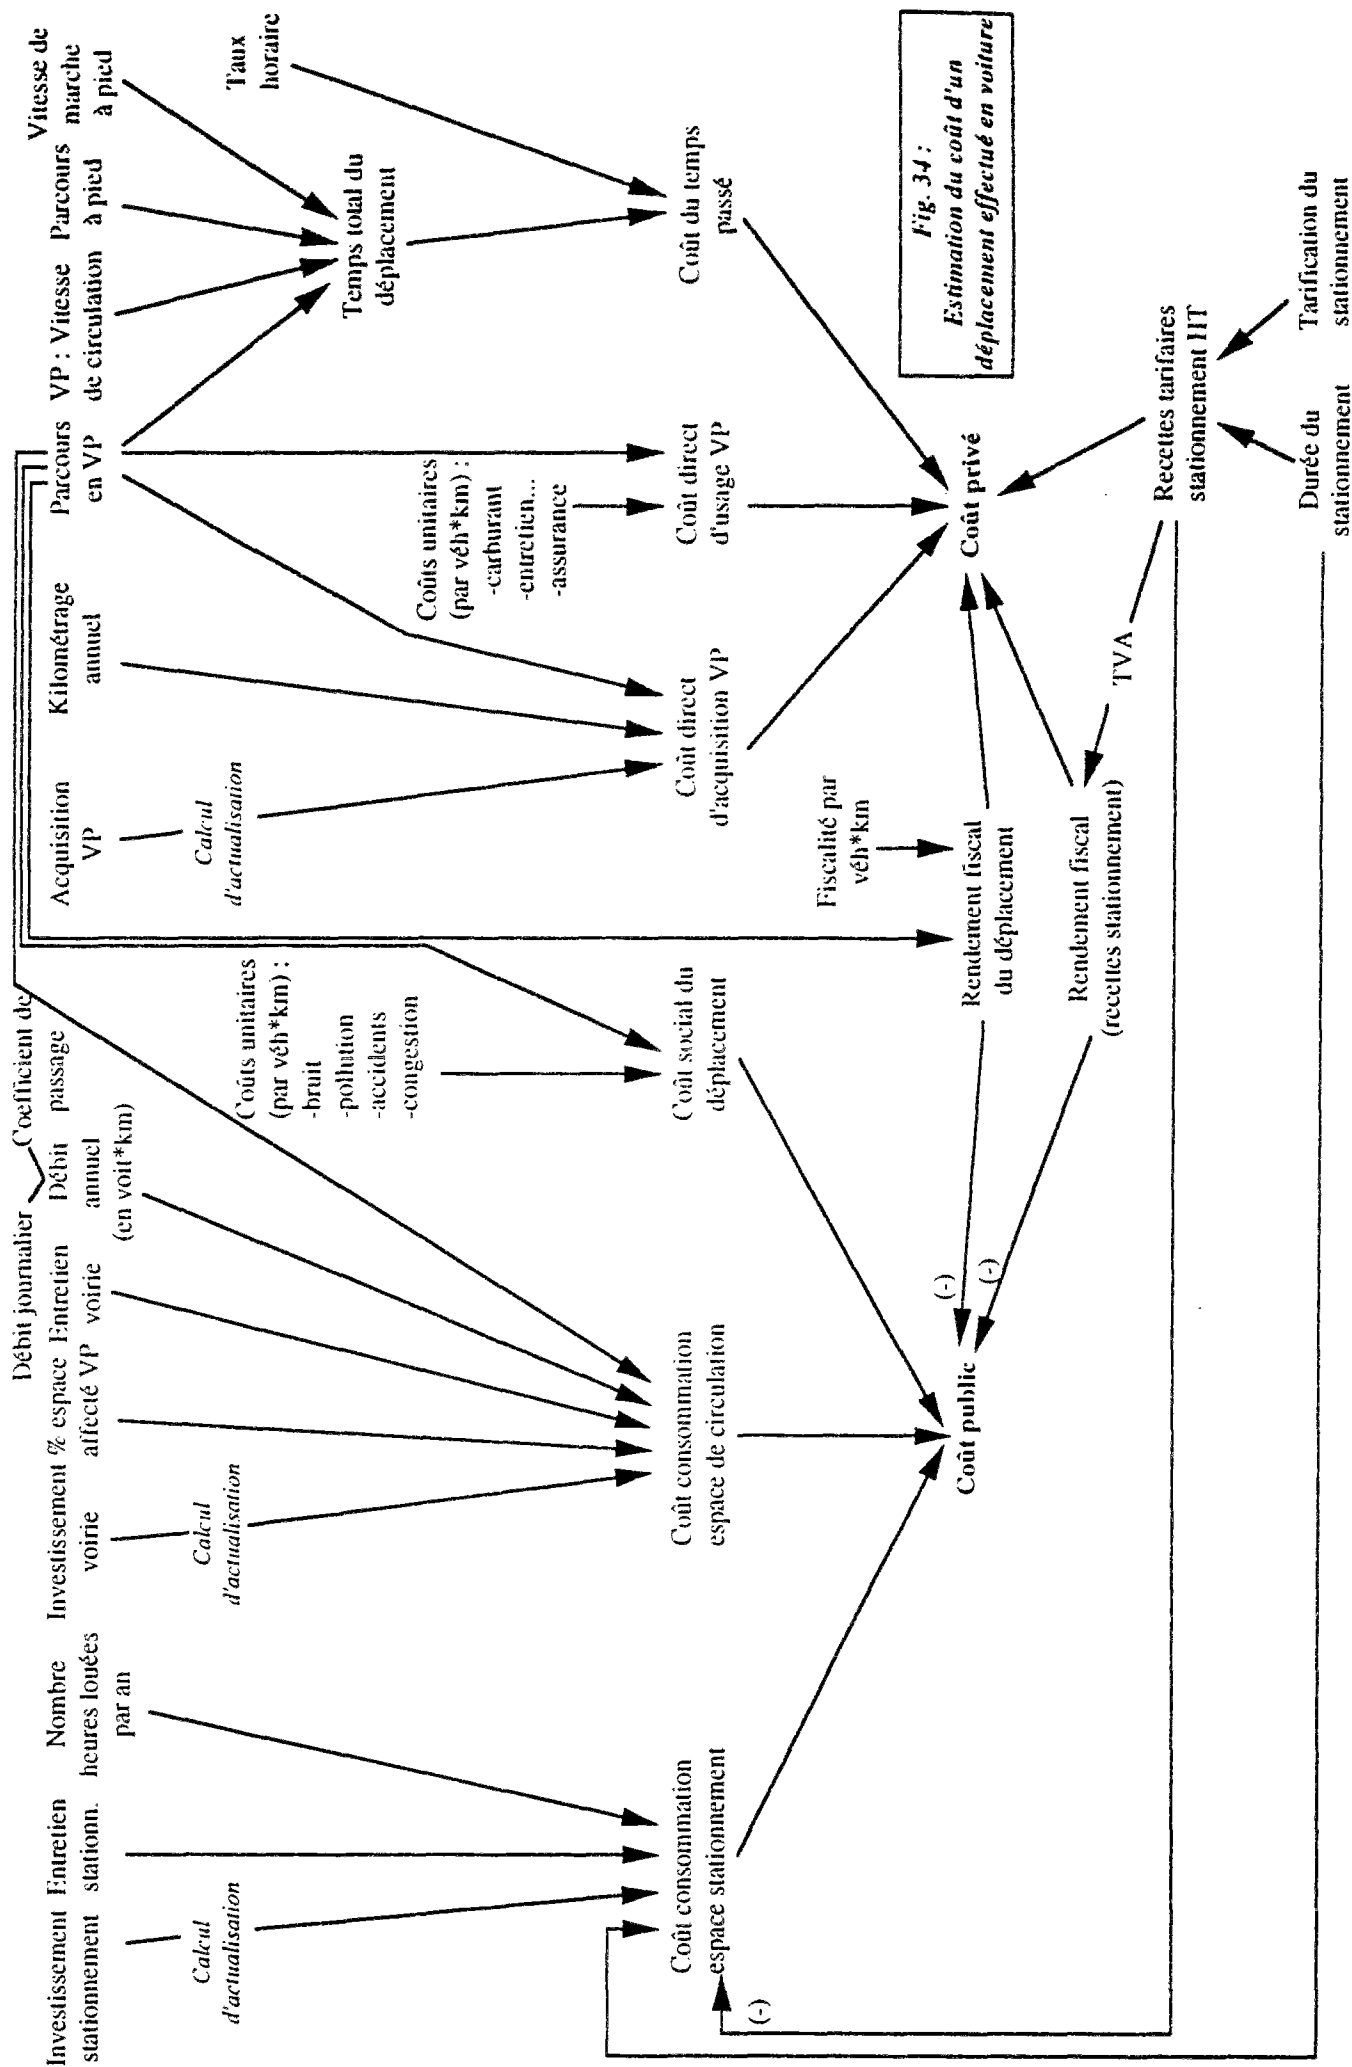 Débit journalier
Coefficient de
passage
Investissement
stationnement
Entretien
stationn.
Nombre
heures louées
par an
Investissement
voirie
% espace
affecté VP
Entretien
voirie
Débit
annuel
(en voit*km)
Acquisition
VP
Kilométrage
annuel
Parcours
en VP
VP : Vitesse
de circulation
Parcours
à pied
Vitesse de
marche
à pied
Calcul
d'actualisation
Calcul
d'actualisation
Coûts unitaires
(par véh*km) :
-bruit
-pollution
-accidents
-congestion
Calcul
d'actualisation
Taux
horaire
Temps total du
déplacement
Coûts unitaires
(par véh*km) :
-carburant
-entretien...
-assurance
Coût consommation
espace stationnement
(-)
Coût consommation
espace de circulation
Coût social du
déplacement
Coût direct
d'acquisition VP
Coût direct
d'usage VP
Coût du temps
passé
Fiscalité par
véh*km
Coût public
(-)
(-)
Rendement fiscal
du déplacement
Coût privé
Rendement fiscal
(recettes stationnement)
TVA
Recettes tarifaires
stationnement HT
Durée du
stationnement
Tarification du
stationnement
Fig. 34 :
Estimation du coût d'un
déplacement effectué en voiture